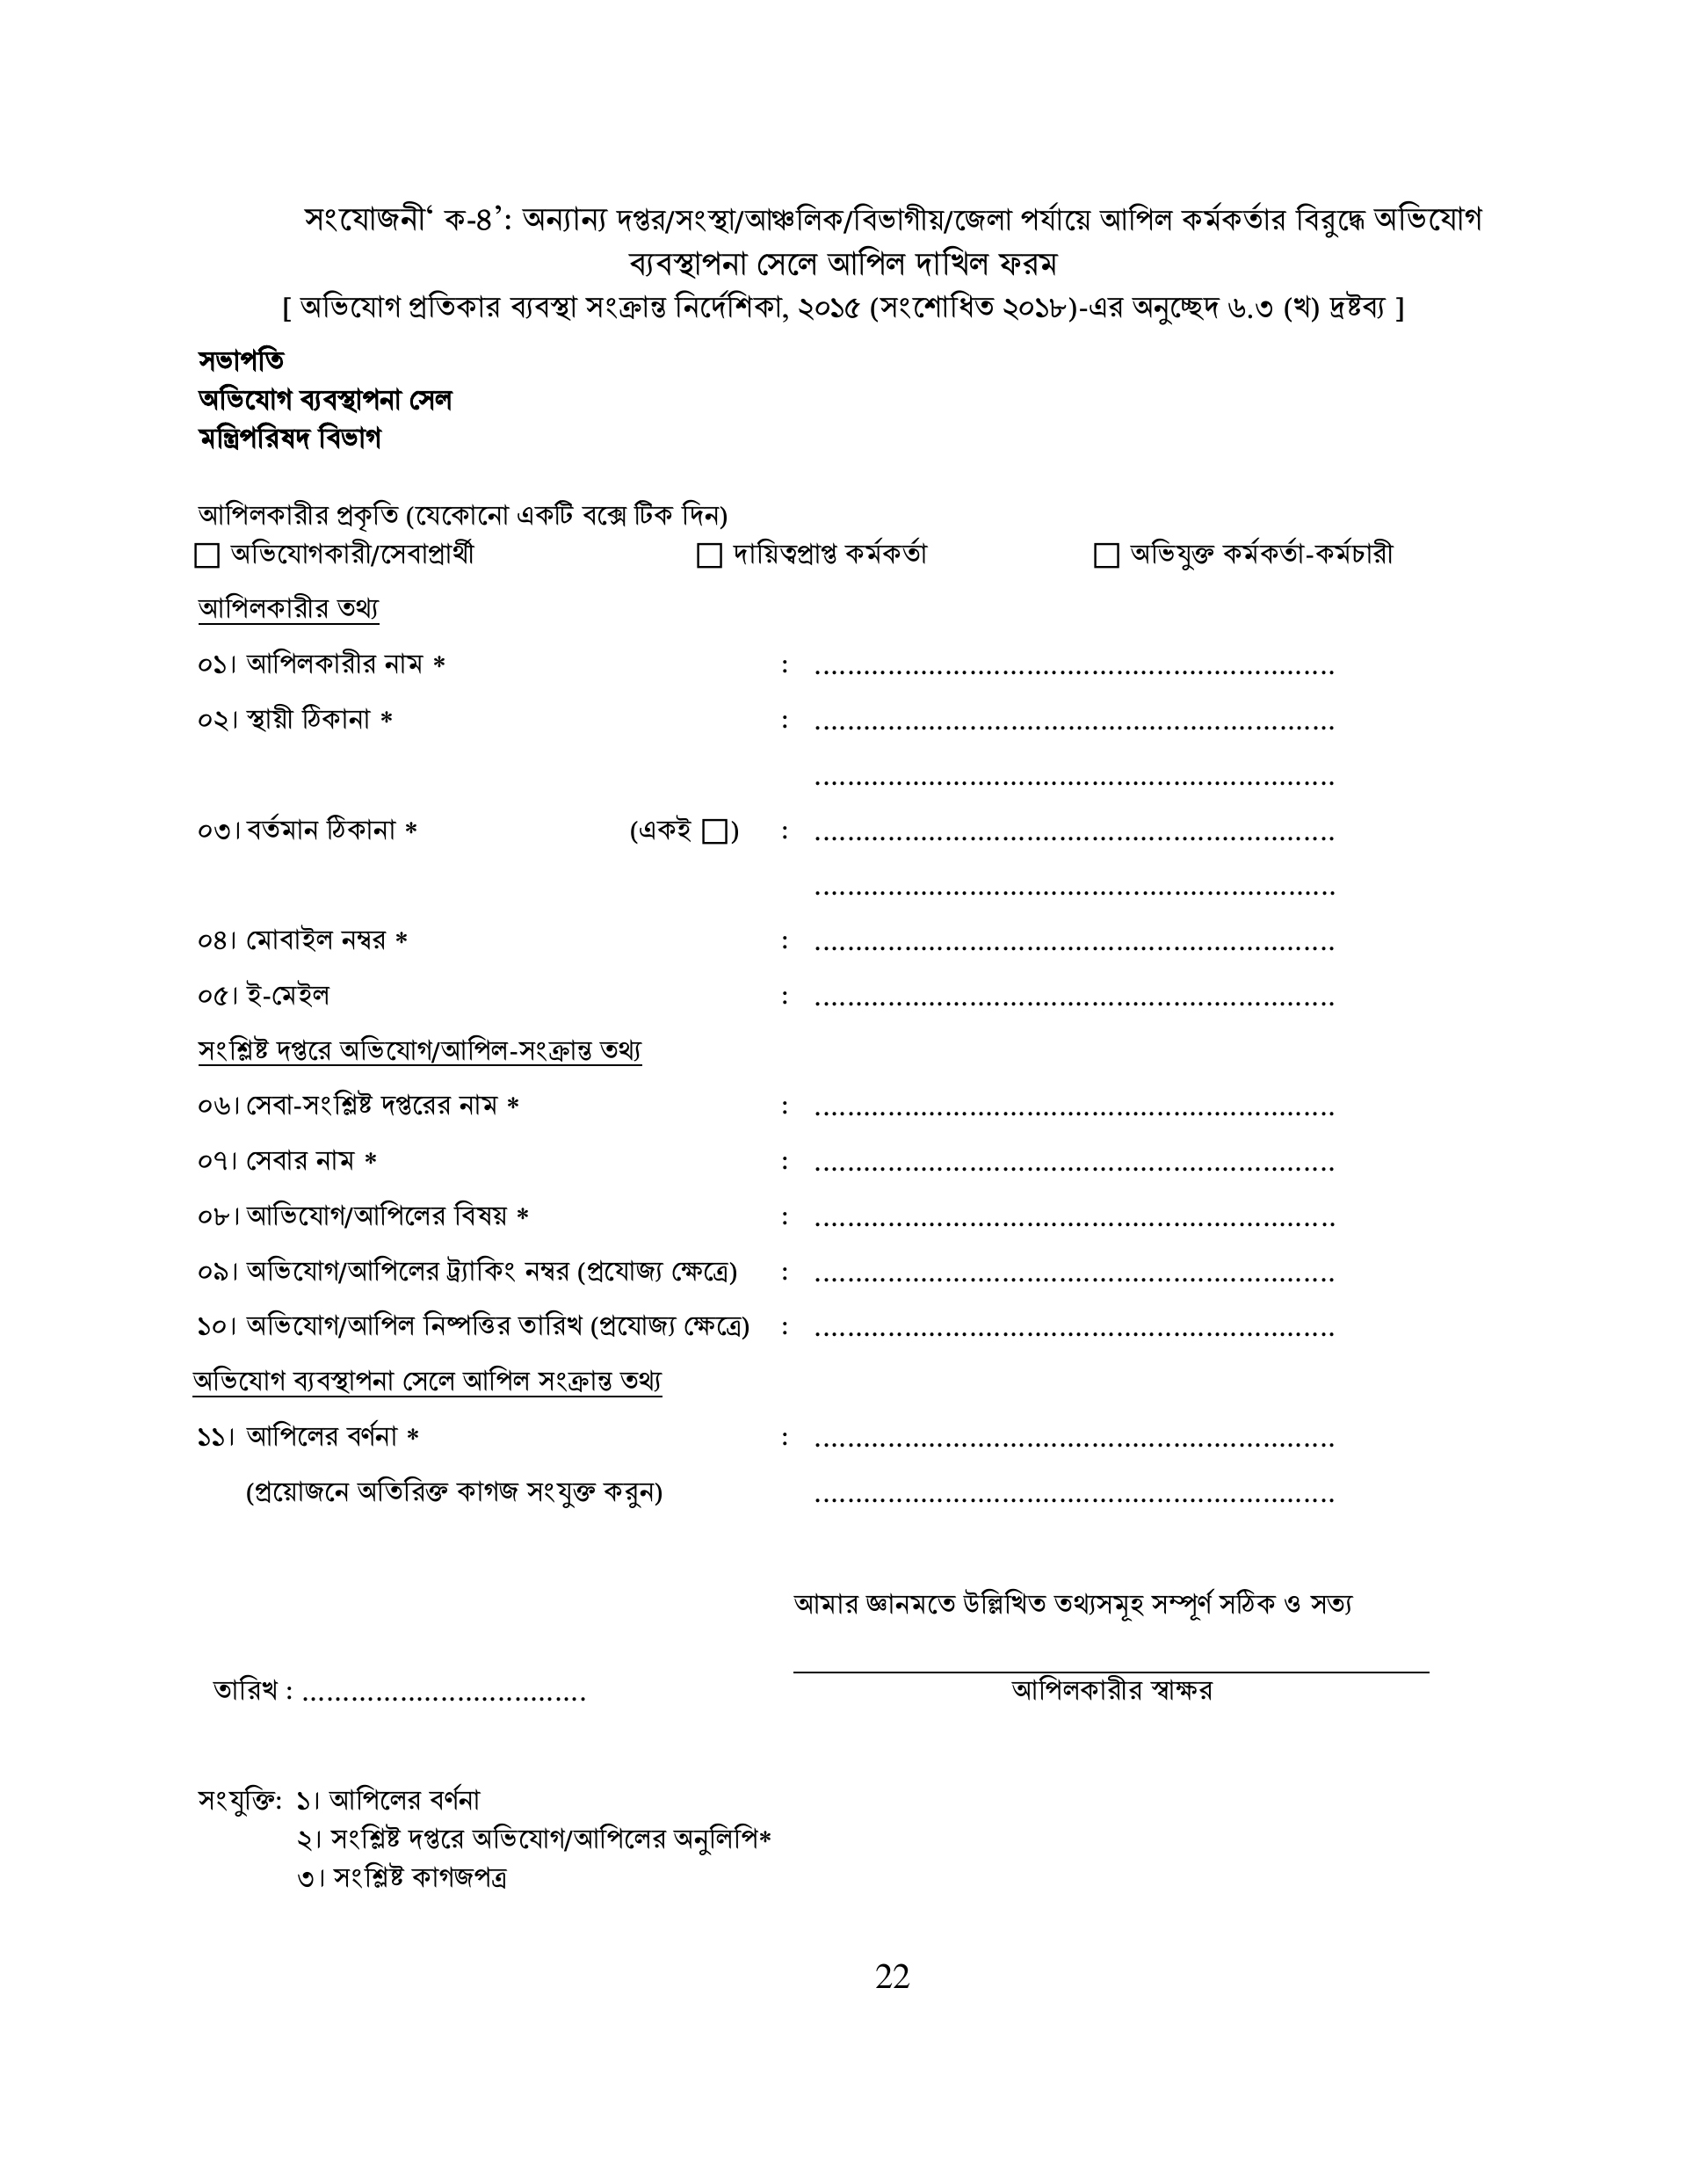 সংযোজনী‘ ক-৪’: অন্যান্য দপ্তর/সংস্থা/আঞ্চলিক/বিভাগীয়/জেলা পর্যায়ে আপিল কর্মকর্তার বিরুদ্ধে অভিযোগ
ব্যবস্থাপনা সেলে আপিল দাখিল ফরম
[ অভিযোগ প্রতিকার ব্যবস্থা সংক্রান্ত নির্দেশিকা, ২০১৫ (সংশোধিত ২০১৮)-এর অনুচ্ছেদ ৬.৩ (খ) দ্রষ্টব্য ]
সভাপতি
অভিযোগ ব্যবস্থাপনা সেল
মন্ত্রিপরিষদ বিভাগ
আপিলকারীর প্রকৃতি (যেকোনো একটি বক্সে টিক দিন)
☐ অভিযোগকারী/সেবাপ্রার্থী ☐ দায়িত্বপ্রাপ্ত কর্মকর্তা ☐ অভিযুক্ত কর্মকর্তা-কর্মচারী
আপিলকারীর তথ্য
০১। আপিলকারীর নাম * : ................................................................
০২। স্থায়ী ঠিকানা * : ................................................................
................................................................
০৩। বর্তমান ঠিকানা * (একই ☐) : ................................................................
................................................................
০৪। মোবাইল নম্বর * : ................................................................
০৫। ই-মেইল : ................................................................
সংশ্লিষ্ট দপ্তরে অভিযোগ/আপিল-সংক্রান্ত তথ্য
০৬। সেবা-সংশ্লিষ্ট দপ্তরের নাম * : ................................................................
০৭। সেবার নাম * : ................................................................
০৮। আভিযোগ/আপিলের বিষয় * : ................................................................
০৯। অভিযোগ/আপিলের ট্র্যাকিং নম্বর (প্রযোজ্য ক্ষেত্রে) : ................................................................
১০। অভিযোগ/আপিল নিষ্পত্তির তারিখ (প্রযোজ্য ক্ষেত্রে) : ................................................................
অভিযোগ ব্যবস্থাপনা সেলে আপিল সংক্রান্ত তথ্য
১১। আপিলের বর্ণনা * : ................................................................
(প্রয়োজনে অতিরিক্ত কাগজ সংযুক্ত করুন) ................................................................
আমার জ্ঞানমতে উল্লিখিত তথ্যসমূহ সম্পূর্ণ সঠিক ও সত্য
তারিখ : ................................... আপিলকারীর স্বাক্ষর
সংযুক্তি: ১। আপিলের বর্ণনা
২। সংশ্লিষ্ট দপ্তরে অভিযোগ/আপিলের অনুলিপি*
৩। সংশ্লিষ্ট কাগজপত্র
22